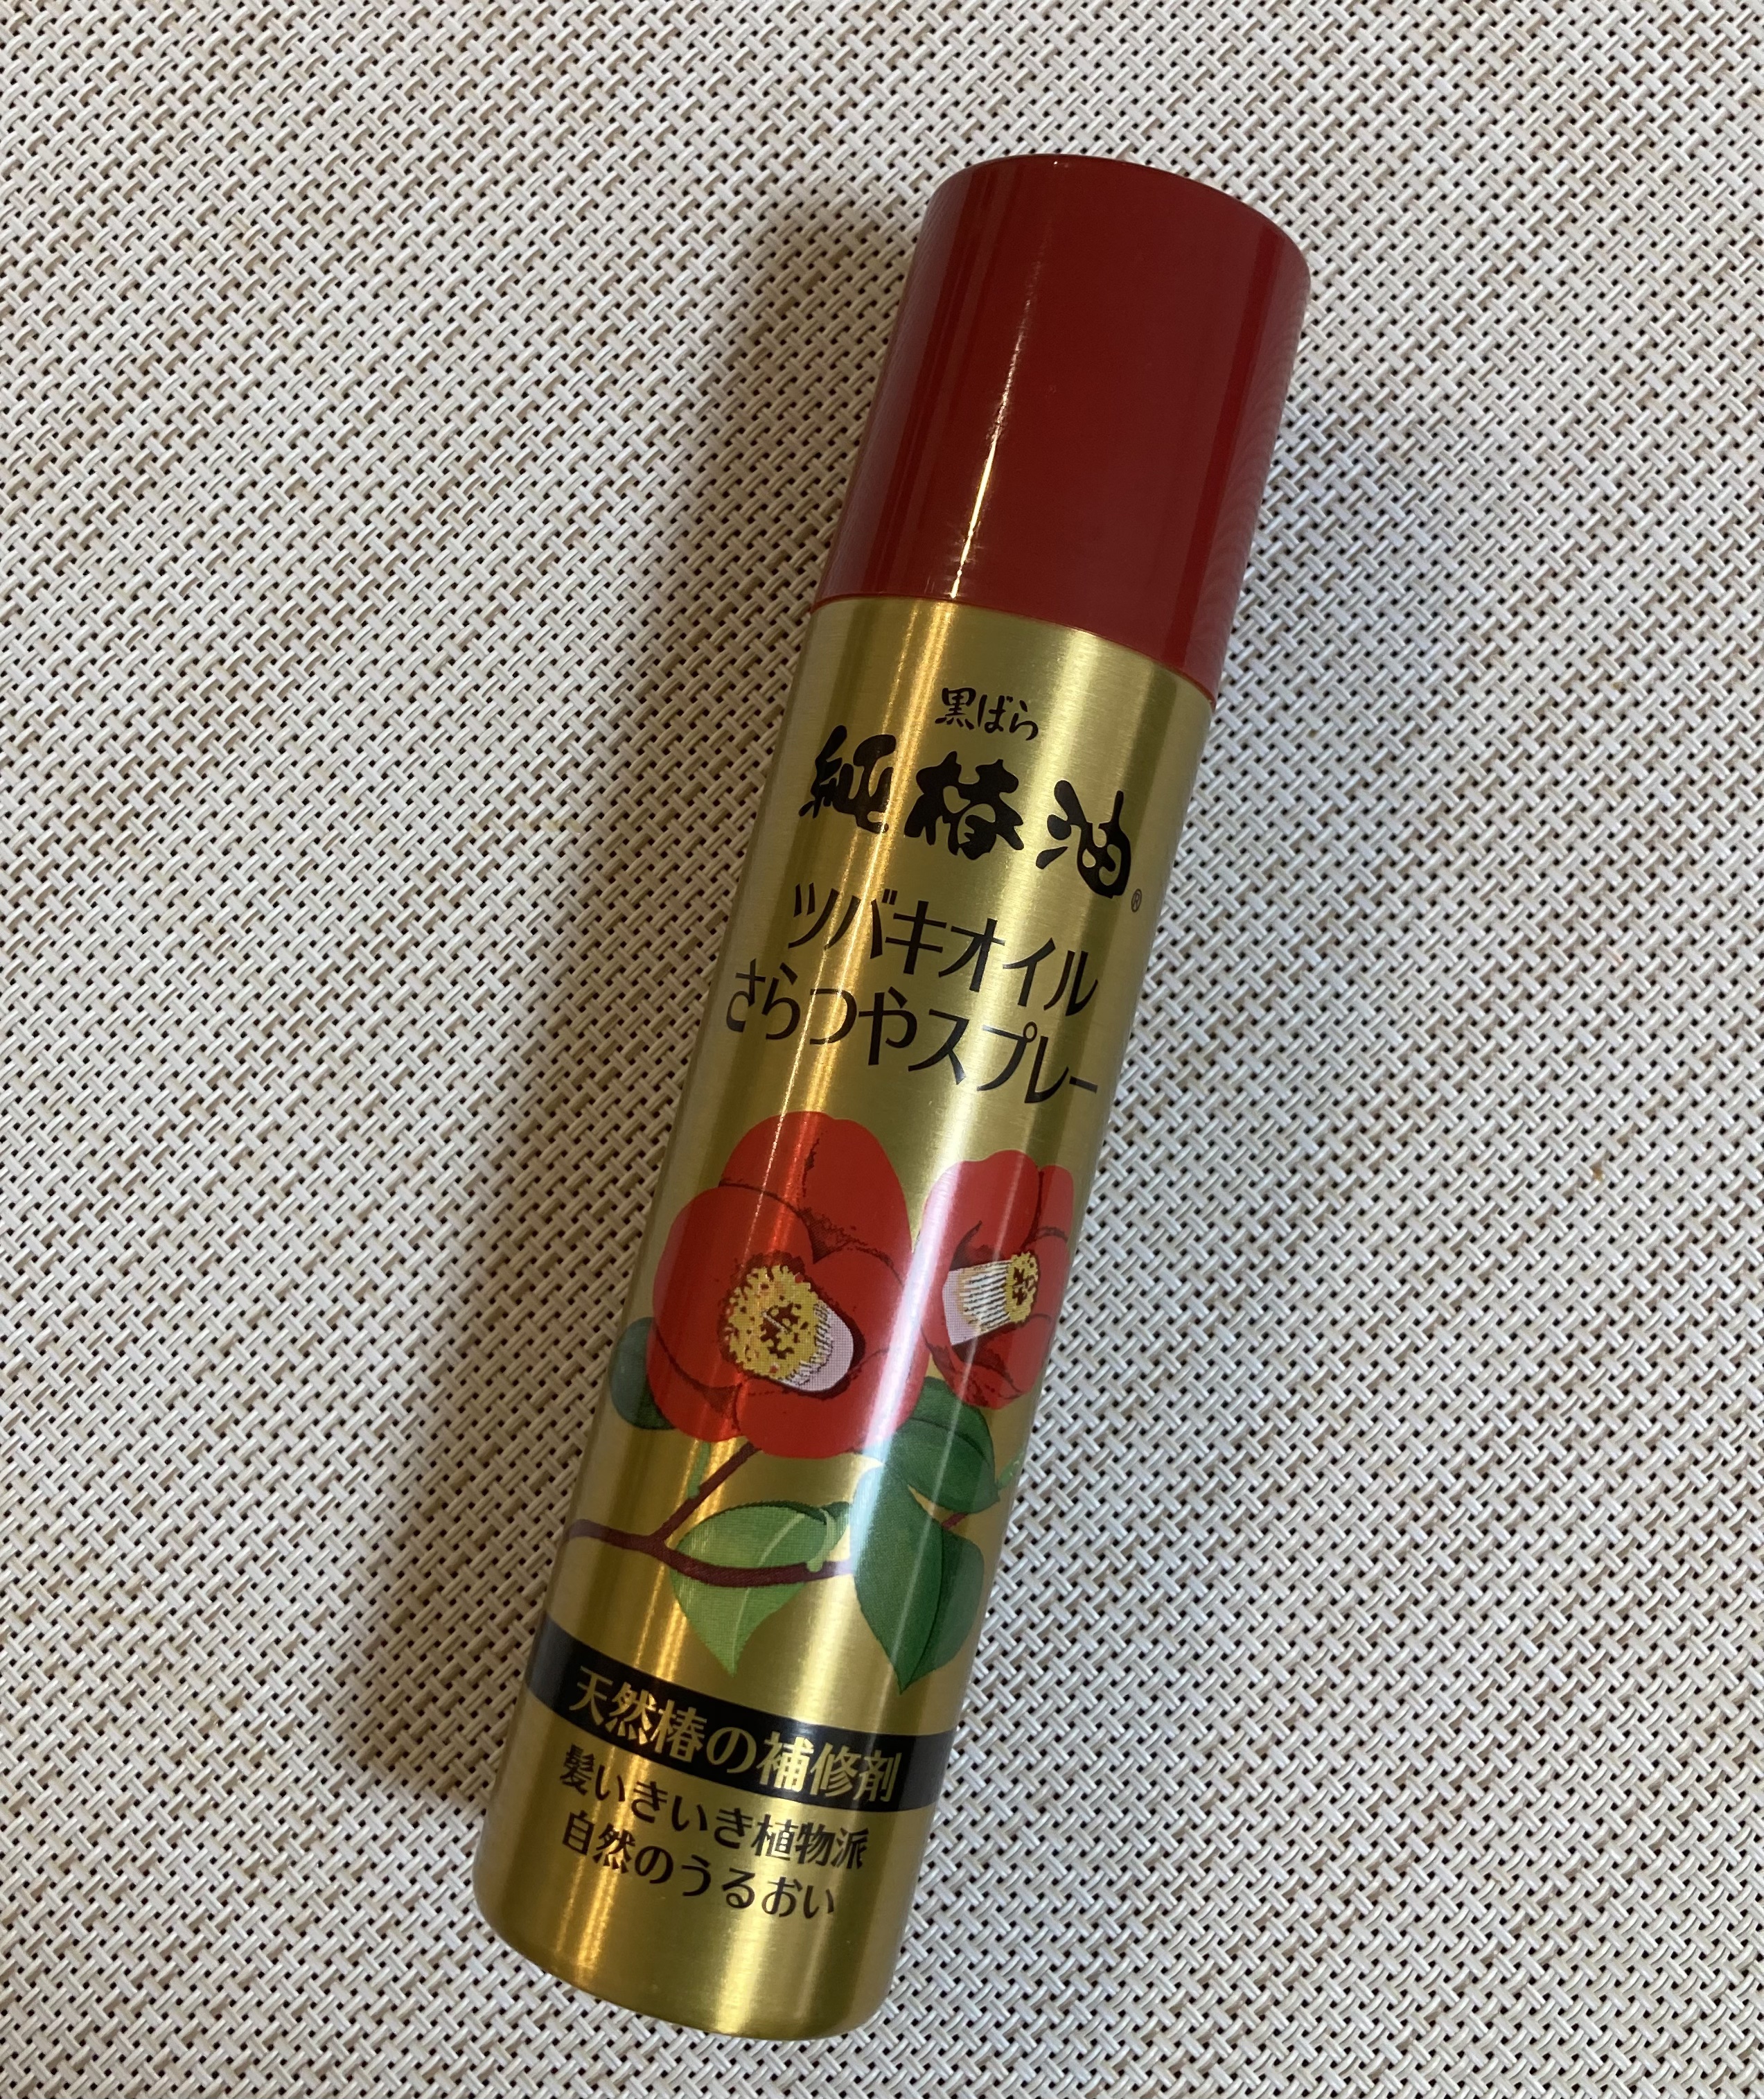 黒ばら
純椿油®
ツバキオイル
さらつやスプレー
天然椿の補修剤
髪いきいき植物派
自然のうるおい